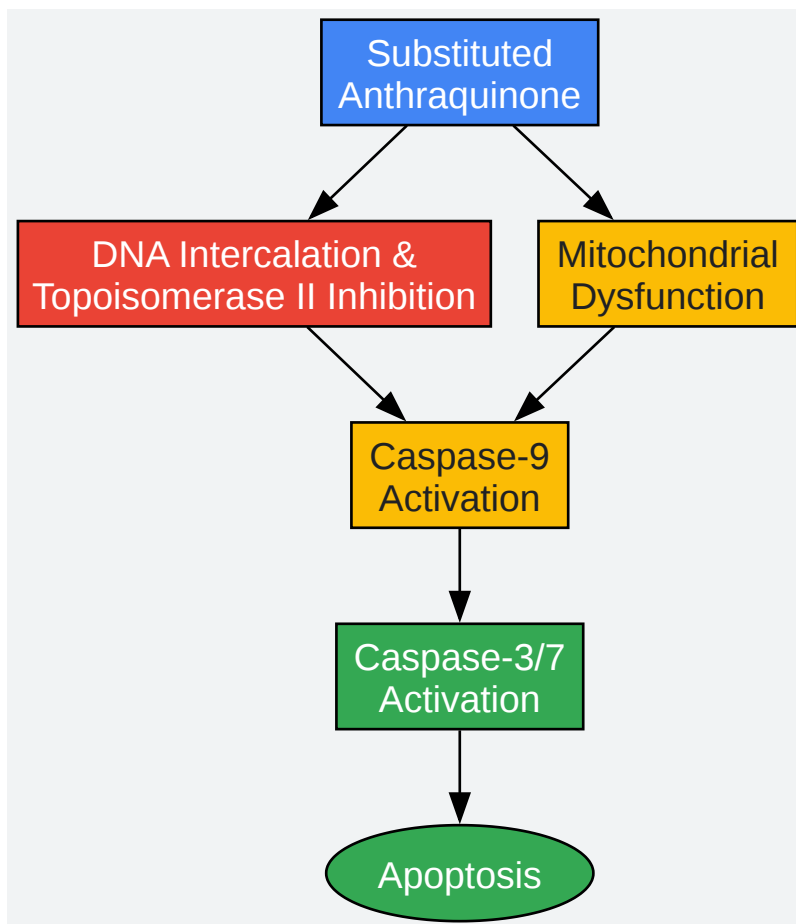 Substituted
Anthraquinone
DNA Intercalation &
Topoisomerase II Inhibition
Mitochondrial
Dysfunction
Caspase-9
Activation
Caspase-3/7
Activation
Apoptosis